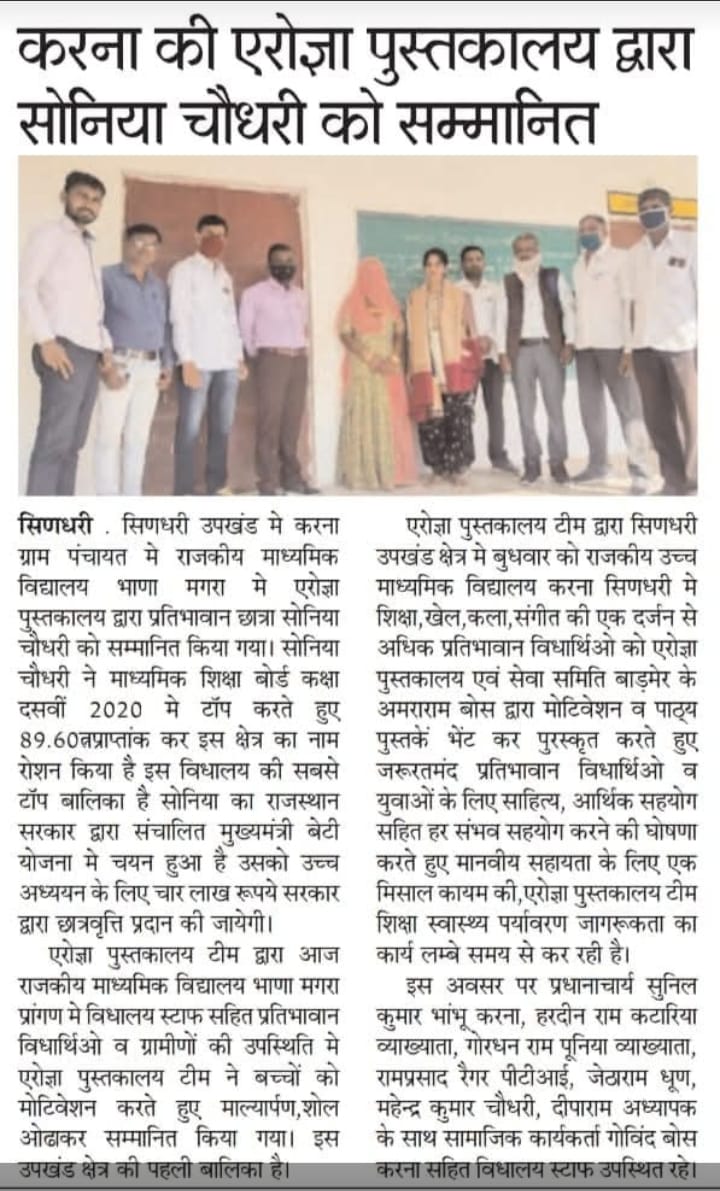 करना की एरोज्ञा पुस्तकालय द्वारा
सोनिया चौधरी को सम्मानित
सिणधरी . सिणधरी उपखंड मे करना
ग्राम पंचायत मे राजकीय माध्यमिक
विद्यालय भाणा मगरा मे एरोज्ञा
पुस्तकालय द्वारा प्रतिभावान छात्रा सोनिया
चौधरी को सम्मानित किया गया। सोनिया
चौधरी ने माध्यमिक शिक्षा बोर्ड कक्षा
दसवीं 2020 मे टॉप करते हुए
89.60त्नप्राप्तांक कर इस क्षेत्र का नाम
रोशन किया है इस विधालय की सबसे
टॉप बालिका है सोनिया का राजस्थान
सरकार द्वारा संचालित मुख्यमंत्री बेटी
योजना मे चयन हुआ है उसको उच्च
अध्ययन के लिए चार लाख रूपये सरकार
द्वारा छात्रवृत्ति प्रदान की जायेगी।
एरोज्ञा पुस्तकालय टीम द्वारा आज
राजकीय माध्यमिक विद्यालय भाणा मगरा
प्रांगण मे विधालय स्टाफ सहित प्रतिभावान
विधार्थिओ व ग्रामीणों की उपस्थिति मे
एरोज्ञा पुस्तकालय टीम ने बच्चों को
मोटिवेशन करते हुए माल्यार्पण,शोल
ओढाकर सम्मानित किया गया। इस
उपखंड क्षेत्र की पहली बालिका है।
एरोज्ञा पुस्तकालय टीम द्वारा सिणधरी
उपखंड क्षेत्र मे बुधवार को राजकीय उच्च
माध्यमिक विद्यालय करना सिणधरी मे
शिक्षा,खेल,कला,संगीत की एक दर्जन से
अधिक प्रतिभावान विधार्थिओ को एरोज्ञा
पुस्तकालय एवं सेवा समिति बाड़मेर के
अमराराम बोस द्वारा मोटिवेशन व पाठ्य
पुस्तकें भेंट कर पुरस्कृत करते हुए
जरूरतमंद प्रतिभावान विधार्थिओ व
युवाओं के लिए साहित्य, आर्थिक सहयोग
सहित हर संभव सहयोग करने की घोषणा
करते हुए मानवीय सहायता के लिए एक
मिसाल कायम की,एरोज्ञा पुस्तकालय टीम
शिक्षा स्वास्थ्य पर्यावरण जागरूकता का
कार्य लम्बे समय से कर रही है।
इस अवसर पर प्रधानाचार्य सुनिल
कुमार भांभू करना, हरदीन राम कटारिया
व्याख्याता, गोरधन राम पूनिया व्याख्याता,
रामप्रसाद रैगर पीटीआई, जेठाराम धूण,
महेन्द्र कुमार चौधरी, दीपाराम अध्यापक
के साथ सामाजिक कार्यकर्ता गोविंद बोस
करना सहित विधालय स्टाफ उपस्थित रहे।